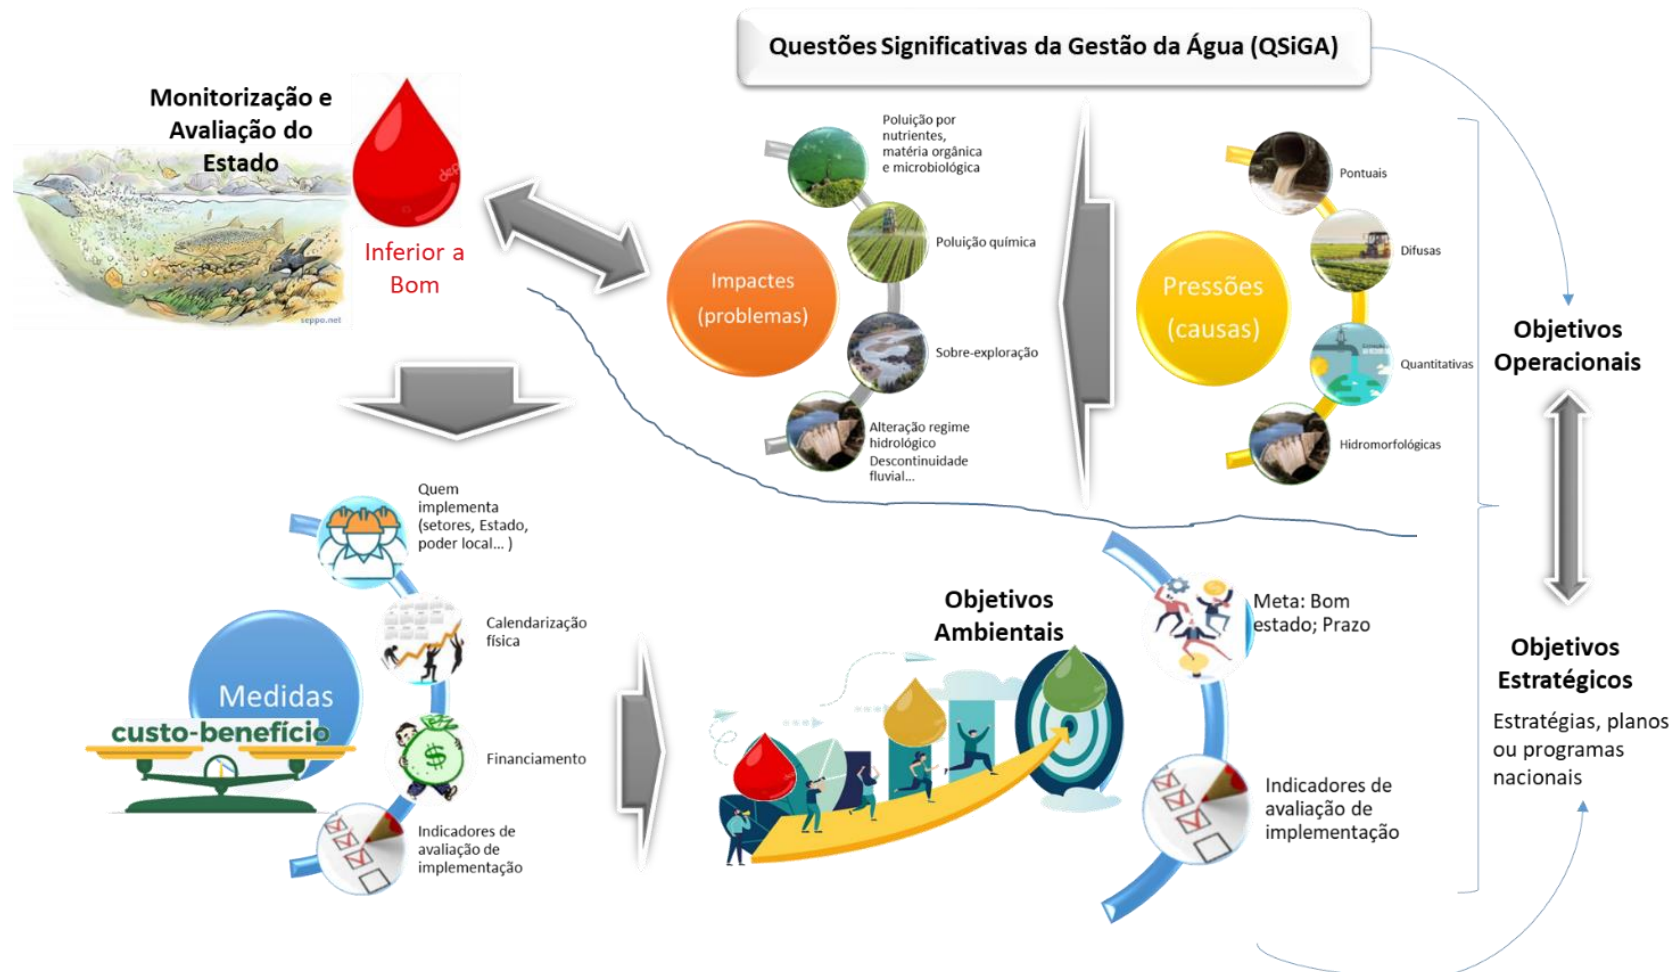 Questões Significativas da Gestão da Água (QSiGA)
Monitorização e
Avaliação do
Estado
seppo.net
Inferior a
Bom
Impactes
(problemas)
Poluição por
nutrientes,
matéria orgânica
e microbiológica
Poluição química
Sobre-exploração
Alteração regime
hidrológico
Descontinuidade
fluvial...
Pressões
(causas)
Pontuais
Difusas
Quantitativas
Hidromorfológicas
Objetivos
Operacionais
Objetivos
Estratégicos
Estratégias, planos
ou programas
nacionais
Medidas
custo-benefício
Quem
implementa
(setores, Estado,
poder local... )
Calendarização
física
$
Financiamento
Indicadores de
avaliação de
implementação
Objetivos
Ambientais
Meta: Bom
estado; Prazo
Indicadores de
avaliação de
implementação